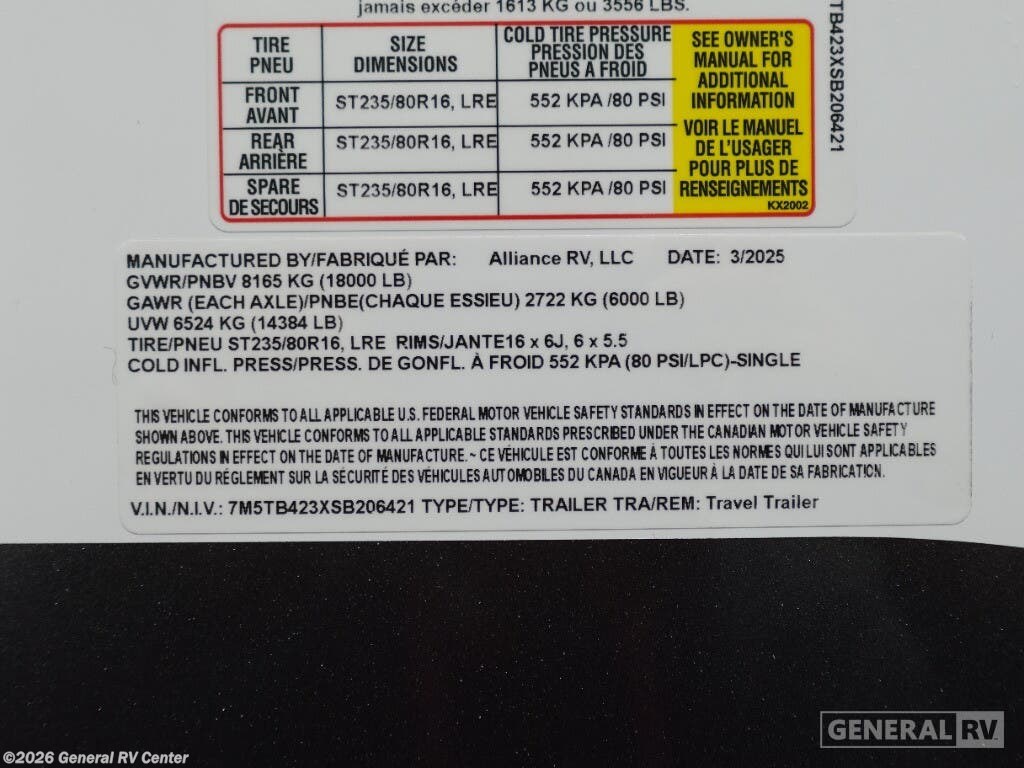 jamais excéder 1613 KG ou 3556 LBS.
TIRE PNEU
SIZE DIMENSIONS
COLD TIRE PRESSURE PRESSION DES PNEUS A FROID
SEE OWNER'S MANUAL FOR ADDITIONAL INFORMATION
VOIR LE MANUEL DE L'USAGER POUR PLUS DE RENSEIGNEMENTS
KX2002
FRONT AVANT ST235/80R16, LRE 552 KPA /80 PSI
REAR ARRIÈRE ST235/80R16, LRE 552 KPA /80 PSI
SPARE DE SECOURS ST235/80R16, LRE 552 KPA /80 PSI
TB423XSB206421
MANUFACTURED BY/FABRIQUÉ PAR: Alliance RV, LLC DATE: 3/2025
GVWR/PNBV 8165 KG (18000 LB)
GAWR (EACH AXLE)/PNBE(CHAQUE ESSIEU) 2722 KG (6000 LB)
UVW 6524 KG (14384 LB)
TIRE/PNEU ST235/80R16, LRE RIMS/JANTE16 x 6J, 6 x 5.5
COLD INFL. PRESS/PRESS. DE GONFL. À FROID 552 KPA (80 PSI/LPC)-SINGLE
THIS VEHICLE CONFORMS TO ALL APPLICABLE U.S. FEDERAL MOTOR VEHICLE SAFETY STANDARDS IN EFFECT ON THE DATE OF MANUFACTURE
SHOWN ABOVE. THIS VEHICLE CONFORMS TO ALL APPLICABLE STANDARDS PRESCRIBED UNDER THE CANADIAN MOTOR VEHICLE SAFETY
REGULATIONS IN EFFECT ON THE DATE OF MANUFACTURE. ~ CE VÉHICULE EST CONFORME À TOUTES LES NORMES QUI LUI SONT APPLICABLES
EN VERTU DU RÉGLEMENT SUR LA SÉCURITÉ DES VÉHICULES AUTOMOBILES DU CANADA EN VIGUEUR À LA DATE DE SA FABRICATION.
V.I.N./N.I.V.: 7M5TB423XSB206421 TYPE/TYPE: TRAILER TRA/REM: Travel Trailer
GENERAL RV
©2026 General RV Center